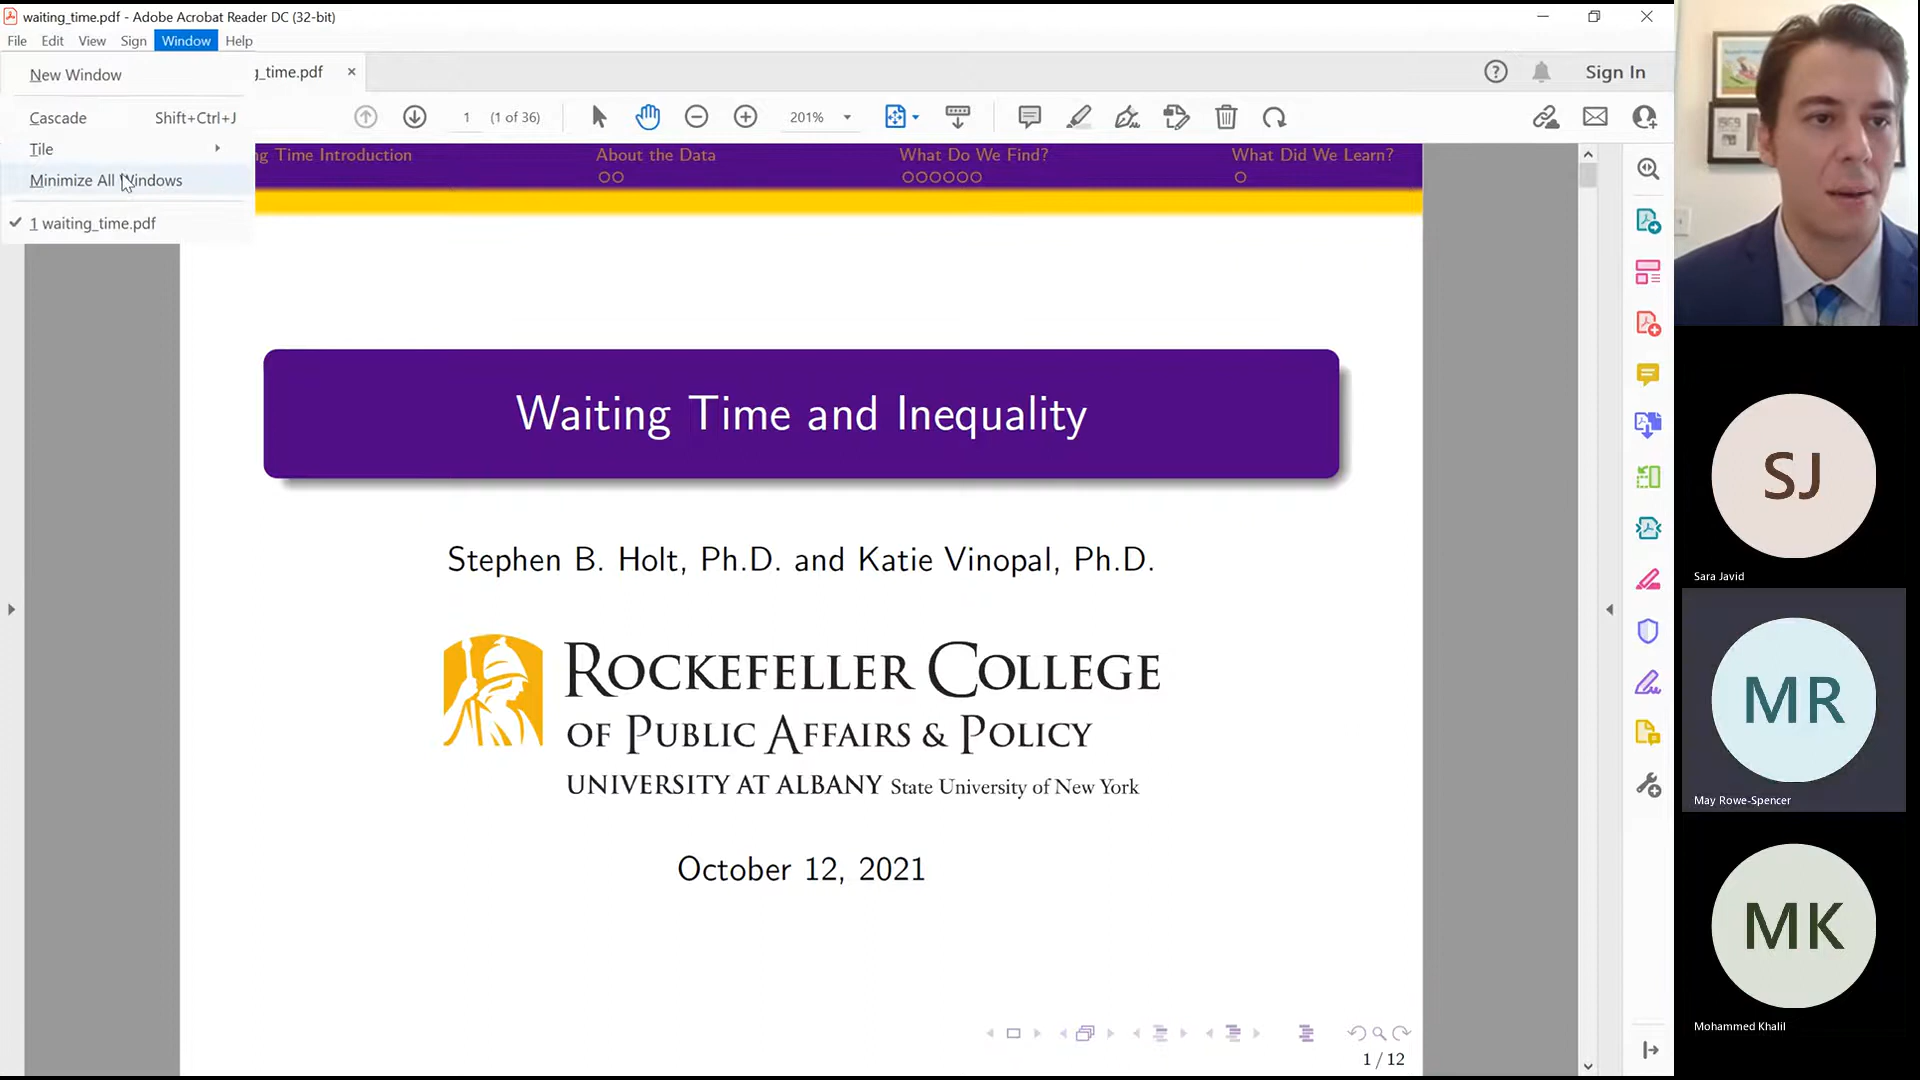 waiting_time.pdf - Adobe Acrobat Reader DC (32-bit)
File Edit View Sign Window Help
New Window
Cascade Shift+Ctrl+J
Tile
Minimize All Windows
1 waiting_time.pdf
_time.pdf
Sign In
1 (1 of 36)
201%
ng Time Introduction
About the Data
What Do We Find?
What Did We Learn?
Waiting Time and Inequality
Stephen B. Holt, Ph.D. and Katie Vinopal, Ph.D.
ROCKEFELLER COLLEGE
OF PUBLIC AFFAIRS & POLICY
UNIVERSITY AT ALBANY State University of New York
October 12, 2021
1 / 12
SJ
Sara Javid
MR
May Rowe-Spencer
MK
Mohammed Khalil